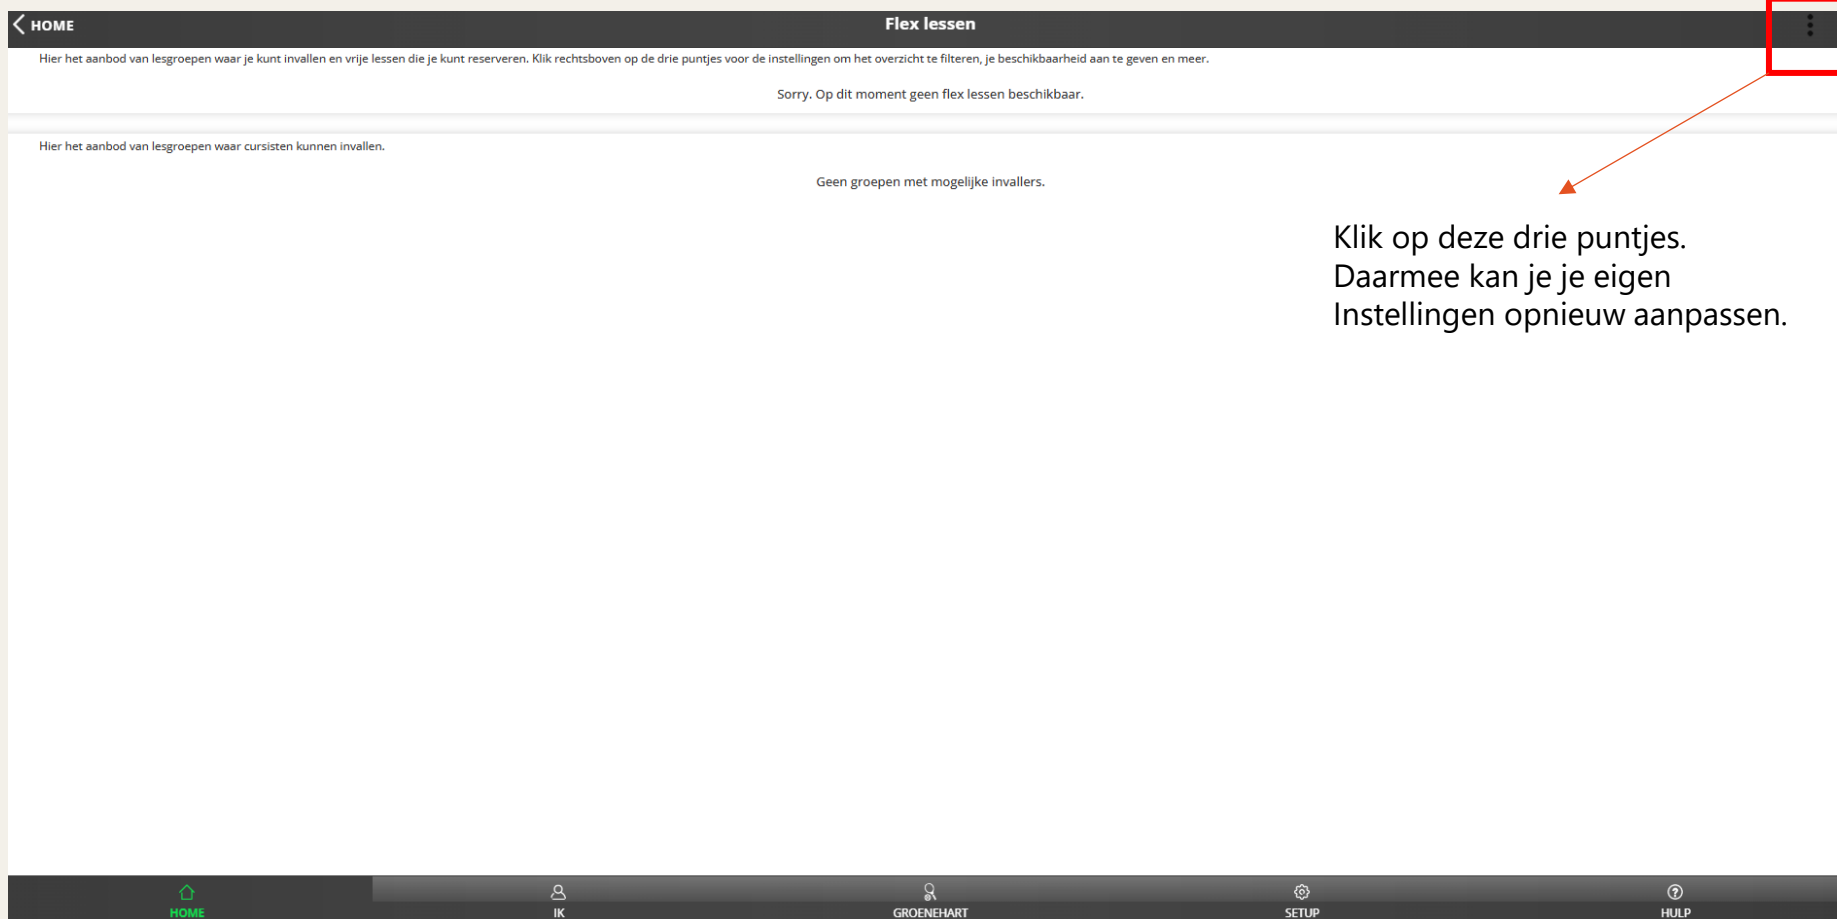 HOME
Flex lessen
Hier het aanbod van lesgroepen waar je kunt invallen en vrije lessen die je kunt reserveren. Klik rechtsboven op de drie puntjes voor de instellingen om het overzicht te filteren, je beschikbaarheid aan te geven en meer.
Sorry. Op dit moment geen flex lessen beschikbaar.
Hier het aanbod van lesgroepen waar cursisten kunnen invallen.
Geen groepen met mogelijke invallers.
Klik op deze drie puntjes.
Daarmee kan je je eigen
Instellingen opnieuw aanpassen.
HOME
IK
GROENEHART
SETUP
HULP